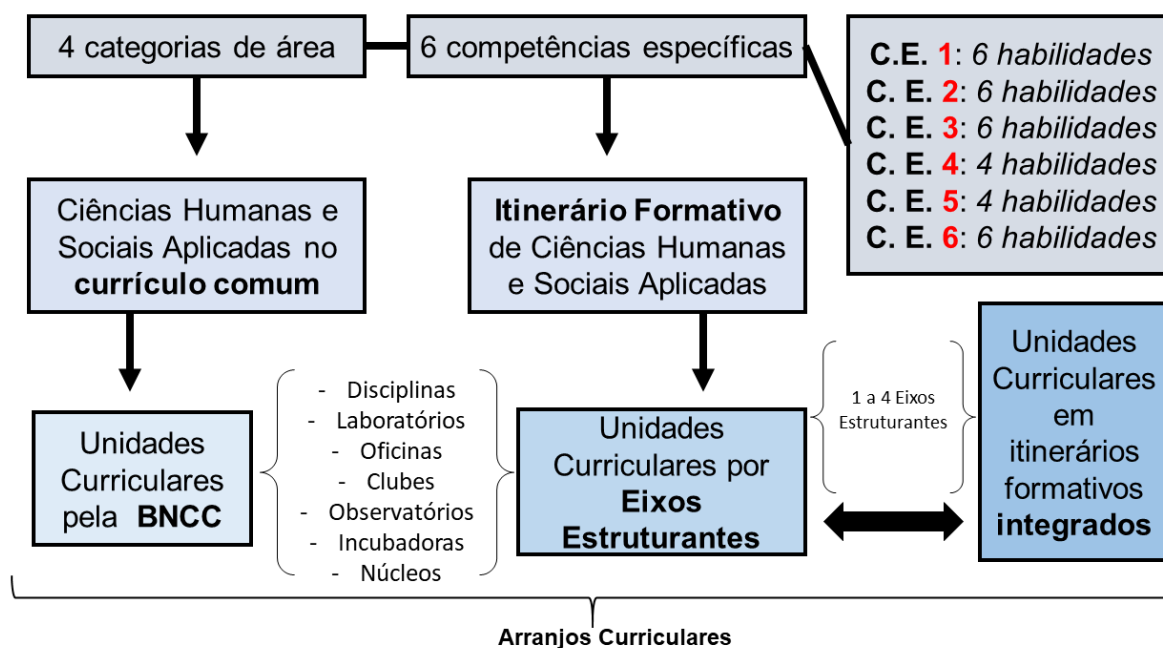 4 categorias de área
6 competências específicas
C.E. 1: 6 habilidades
C. E. 2: 6 habilidades
C. E. 3: 6 habilidades
C. E. 4: 4 habilidades
C. E. 5: 4 habilidades
C. E. 6: 6 habilidades
Ciências Humanas e
Sociais Aplicadas no
currículo comum
Itinerário Formativo
de Ciências Humanas
e Sociais Aplicadas
Unidades
Curriculares
pela BNCC
- Disciplinas
- Laboratórios
- Oficinas
- Clubes
- Observatórios
- Incubadoras
- Núcleos
Unidades
Curriculares por
Eixos
Estruturantes
1 a 4 Eixos
Estruturantes
Unidades
Curriculares
em
itinerários
formativos
integrados
Arranjos Curriculares